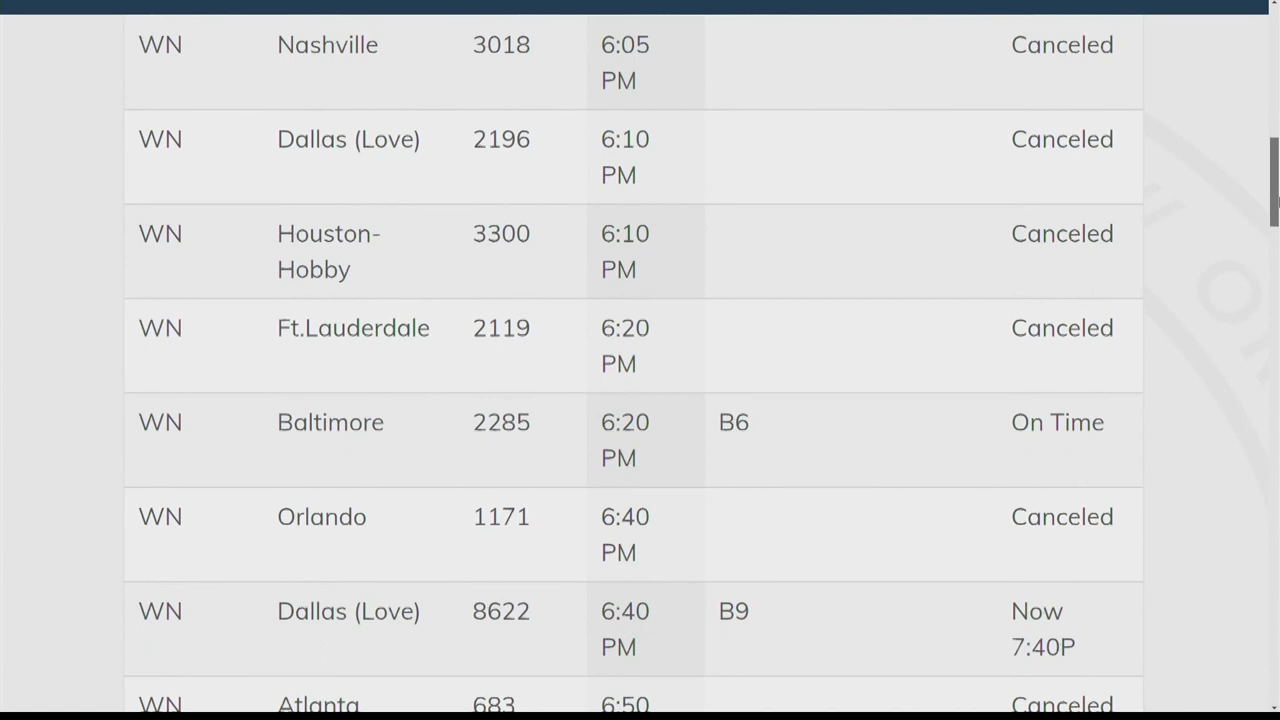 WN Nashville 3018 6:05 Canceled
PM
WN Dallas (Love) 2196 6:10 Canceled
PM
WN Houston- 3300 6:10 Canceled
Hobby PM
WN Ft.Lauderdale 2119 6:20 Canceled
PM
WN Baltimore 2285 6:20 B6 On Time
PM
WN Orlando 1171 6:40 Canceled
PM
WN Dallas (Love) 8622 6:40 B9 Now
PM 7:40P
WN Atlanta 683 6:50 Canceled